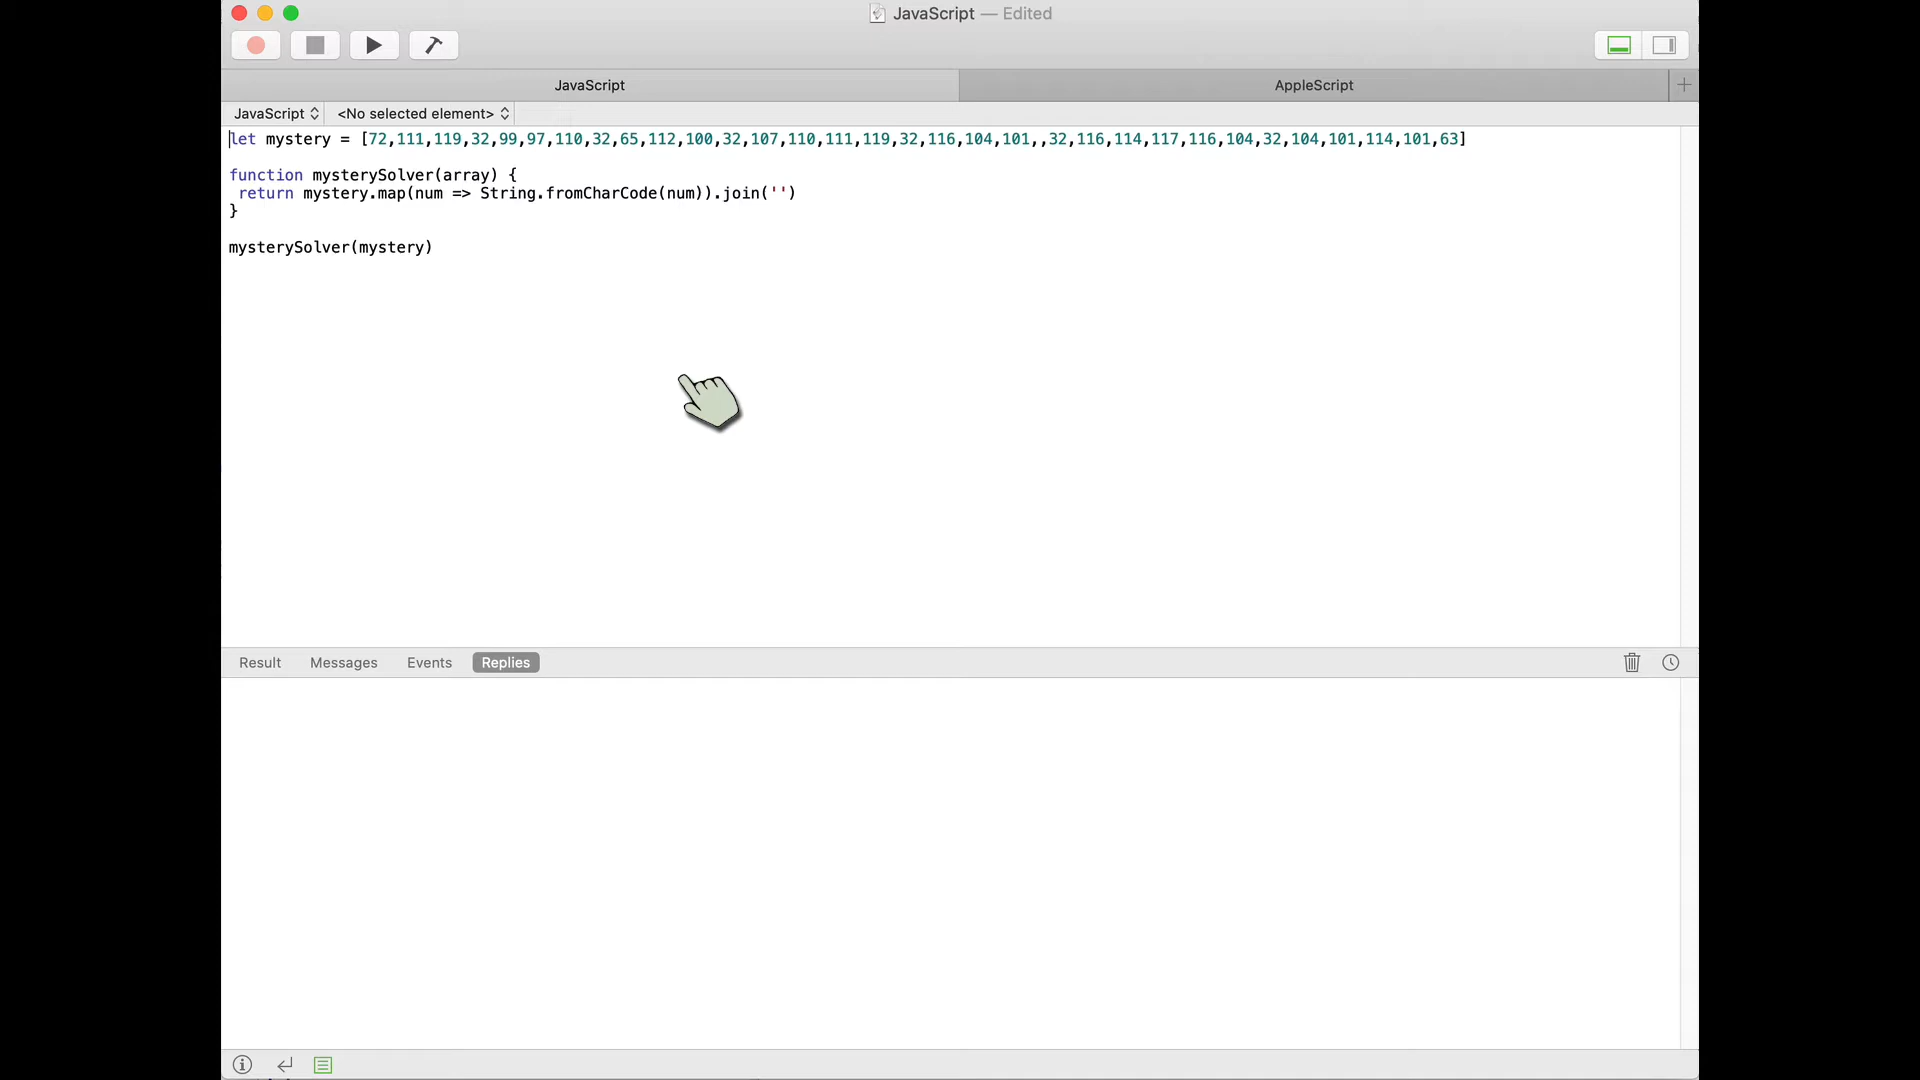 JavaScript — Edited
JavaScript
AppleScript
JavaScript <No selected element>
let mystery = [72,111,119,32,99,97,110,32,65,112,100,32,107,110,111,119,32,116,104,101,,32,116,114,117,116,104,32,104,101,114,101,63]
function mysterySolver(array) {
return mystery.map(num => String.fromCharCode(num)).join('')
}
mysterySolver(mystery)
Result Messages Events Replies